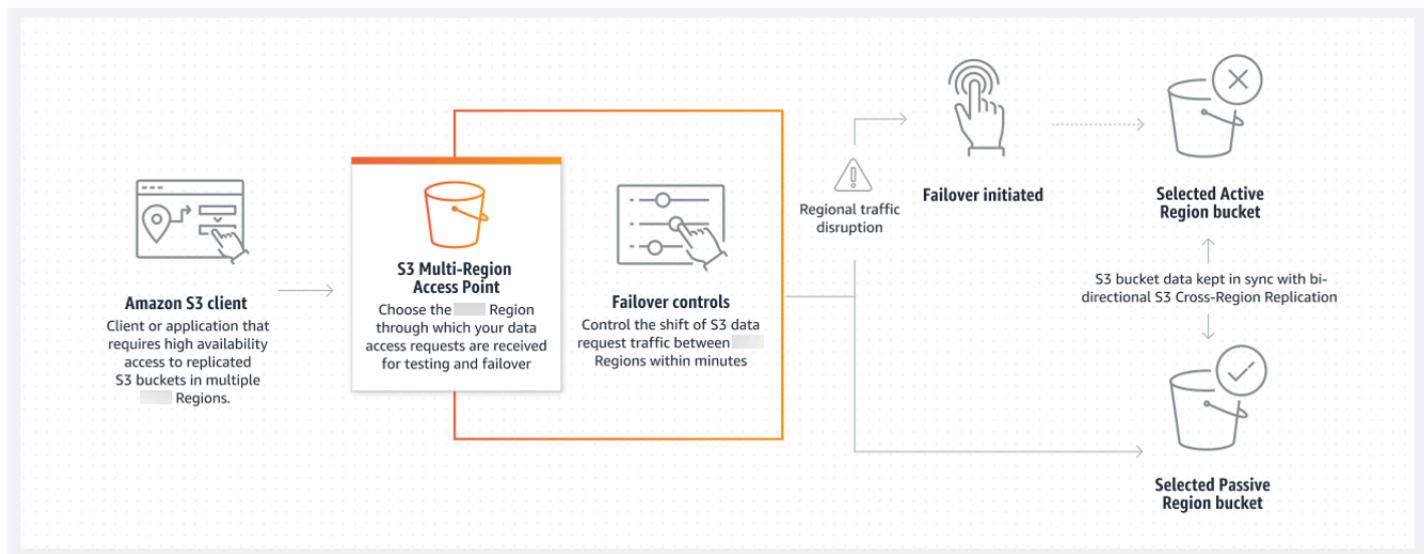 Amazon S3 client
Client or application that
requires high availability
access to replicated
S3 buckets in multiple
Regions.
S3 Multi-Region
Access Point
Choose the Region
through which your data
access requests are received
for testing and failover
Failover controls
Control the shift of S3 data
request traffic between
Regions within minutes
Regional traffic
disruption
Failover initiated
Selected Active
Region bucket
S3 bucket data kept in sync with bi-
directional S3 Cross-Region Replication
Selected Passive
Region bucket